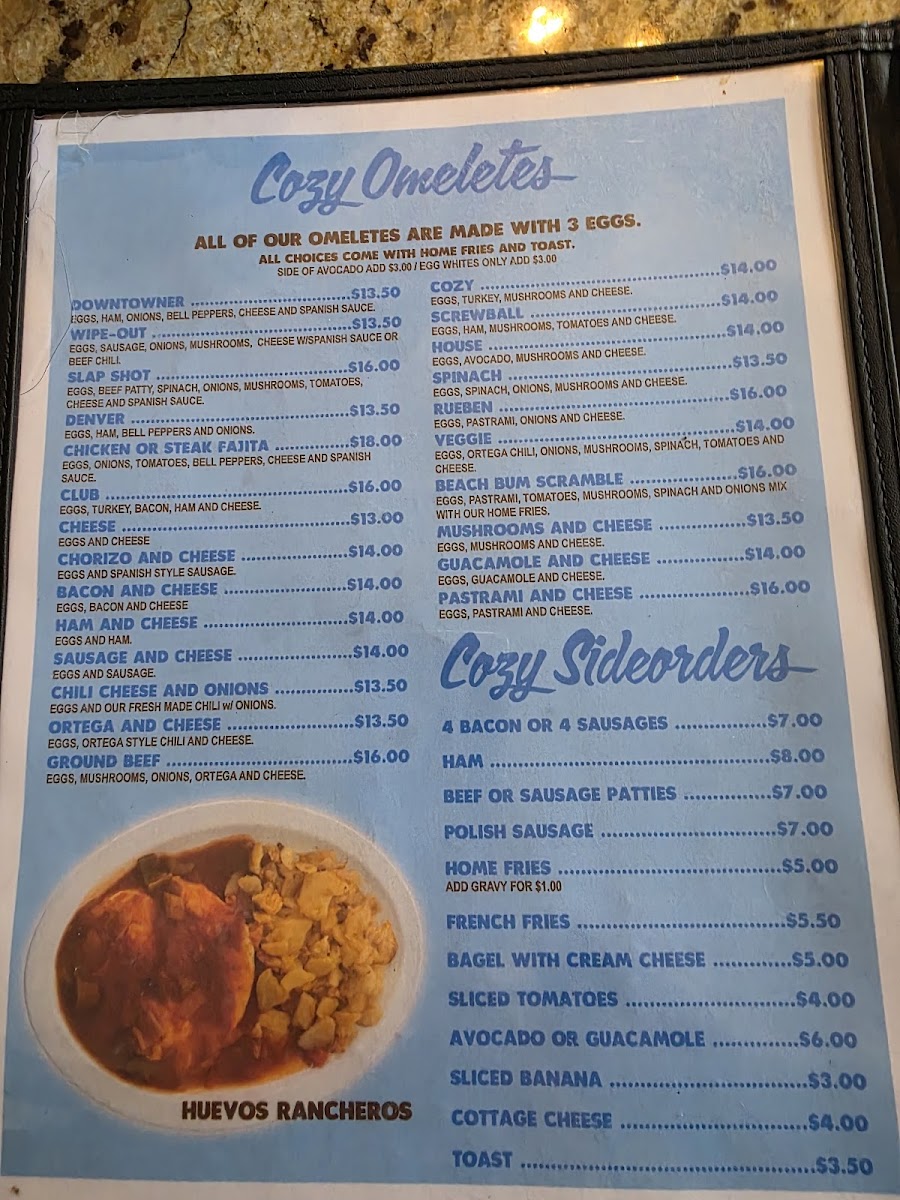 Cozy Omeletes
ALL OF OUR OMELETES ARE MADE WITH 3 EGGS.
ALL CHOICES COME WITH HOME FRIES AND TOAST.
SIDE OF AVOCADO ADD $3.00 / EGG WHITES ONLY ADD $3.00
DOWNTOWNER ........ $13.50
EGGS, HAM, ONIONS, BELL PEPPERS, CHEESE AND SPANISH SAUCE.
WIPE-OUT ........ $13.50
EGGS, SAUSAGE, ONIONS, MUSHROOMS, CHEESE W/SPANISH SAUCE OR
BEEF CHILI.
SLAP SHOT ........ $16.00
EGGS, BEEF PATTY, SPINACH, ONIONS, MUSHROOMS, TOMATOES,
CHEESE AND SPANISH SAUCE.
DENVER ........ $13.50
EGGS, HAM, BELL PEPPERS AND ONIONS.
CHICKEN OR STEAK FAJITA ........ $18.00
EGGS, ONIONS, TOMATOES, BELL PEPPERS, CHEESE AND SPANISH
SAUCE.
CLUB ........ $16.00
EGGS, TURKEY, BACON, HAM AND CHEESE.
CHEESE ........ $13.00
EGGS AND CHEESE
CHORIZO AND CHEESE ........ $14.00
EGGS AND SPANISH STYLE SAUSAGE.
BACON AND CHEESE ........ $14.00
EGGS, BACON AND CHEESE
HAM AND CHEESE ........ $14.00
EGGS AND HAM.
SAUSAGE AND CHEESE ........ $14.00
EGGS AND SAUSAGE.
CHILI CHEESE AND ONIONS ........ $13.50
EGGS AND OUR FRESH MADE CHILI w/ ONIONS.
ORTEGA AND CHEESE ........ $13.50
EGGS, ORTEGA STYLE CHILI AND CHEESE.
GROUND BEEF ........ $16.00
EGGS, MUSHROOMS, ONIONS, ORTEGA AND CHEESE.
HUEVOS RANCHEROS
COZY ........ $14.00
EGGS, TURKEY, MUSHROOMS AND CHEESE.
SCREWBALL ........ $14.00
EGGS, HAM, MUSHROOMS, TOMATOES AND CHEESE.
HOUSE ........ $14.00
EGGS, AVOCADO, MUSHROOMS AND CHEESE.
SPINACH ........ $13.50
EGGS, SPINACH, ONIONS, MUSHROOMS AND CHEESE.
RUEBEN ........ $16.00
EGGS, PASTRAMI, ONIONS AND CHEESE.
VEGGIE ........ $14.00
EGGS, ORTEGA CHILI, ONIONS, MUSHROOMS, SPINACH, TOMATOES AND
CHEESE.
BEACH BUM SCRAMBLE ........ $16.00
EGGS, PASTRAMI, TOMATOES, MUSHROOMS, SPINACH AND ONIONS MIX
WITH OUR HOME FRIES.
MUSHROOMS AND CHEESE ........ $13.50
EGGS, MUSHROOMS AND CHEESE.
GUACAMOLE AND CHEESE ........ $14.00
EGGS, GUACAMOLE AND CHEESE.
PASTRAMI AND CHEESE ........ $16.00
EGGS, PASTRAMI AND CHEESE.
Cozy Sideorders
4 BACON OR 4 SAUSAGES ........ $7.00
HAM ........ $8.00
BEEF OR SAUSAGE PATTIES ........ $7.00
POLISH SAUSAGE ........ $7.00
HOME FRIES ........ $5.00
ADD GRAVY FOR $1.00
FRENCH FRIES ........ $5.50
BAGEL WITH CREAM CHEESE ........ $5.00
SLICED TOMATOES ........ $4.00
AVOCADO OR GUACAMOLE ........ $6.00
SLICED BANANA ........ $3.00
COTTAGE CHEESE ........ $4.00
TOAST ........ $3.50